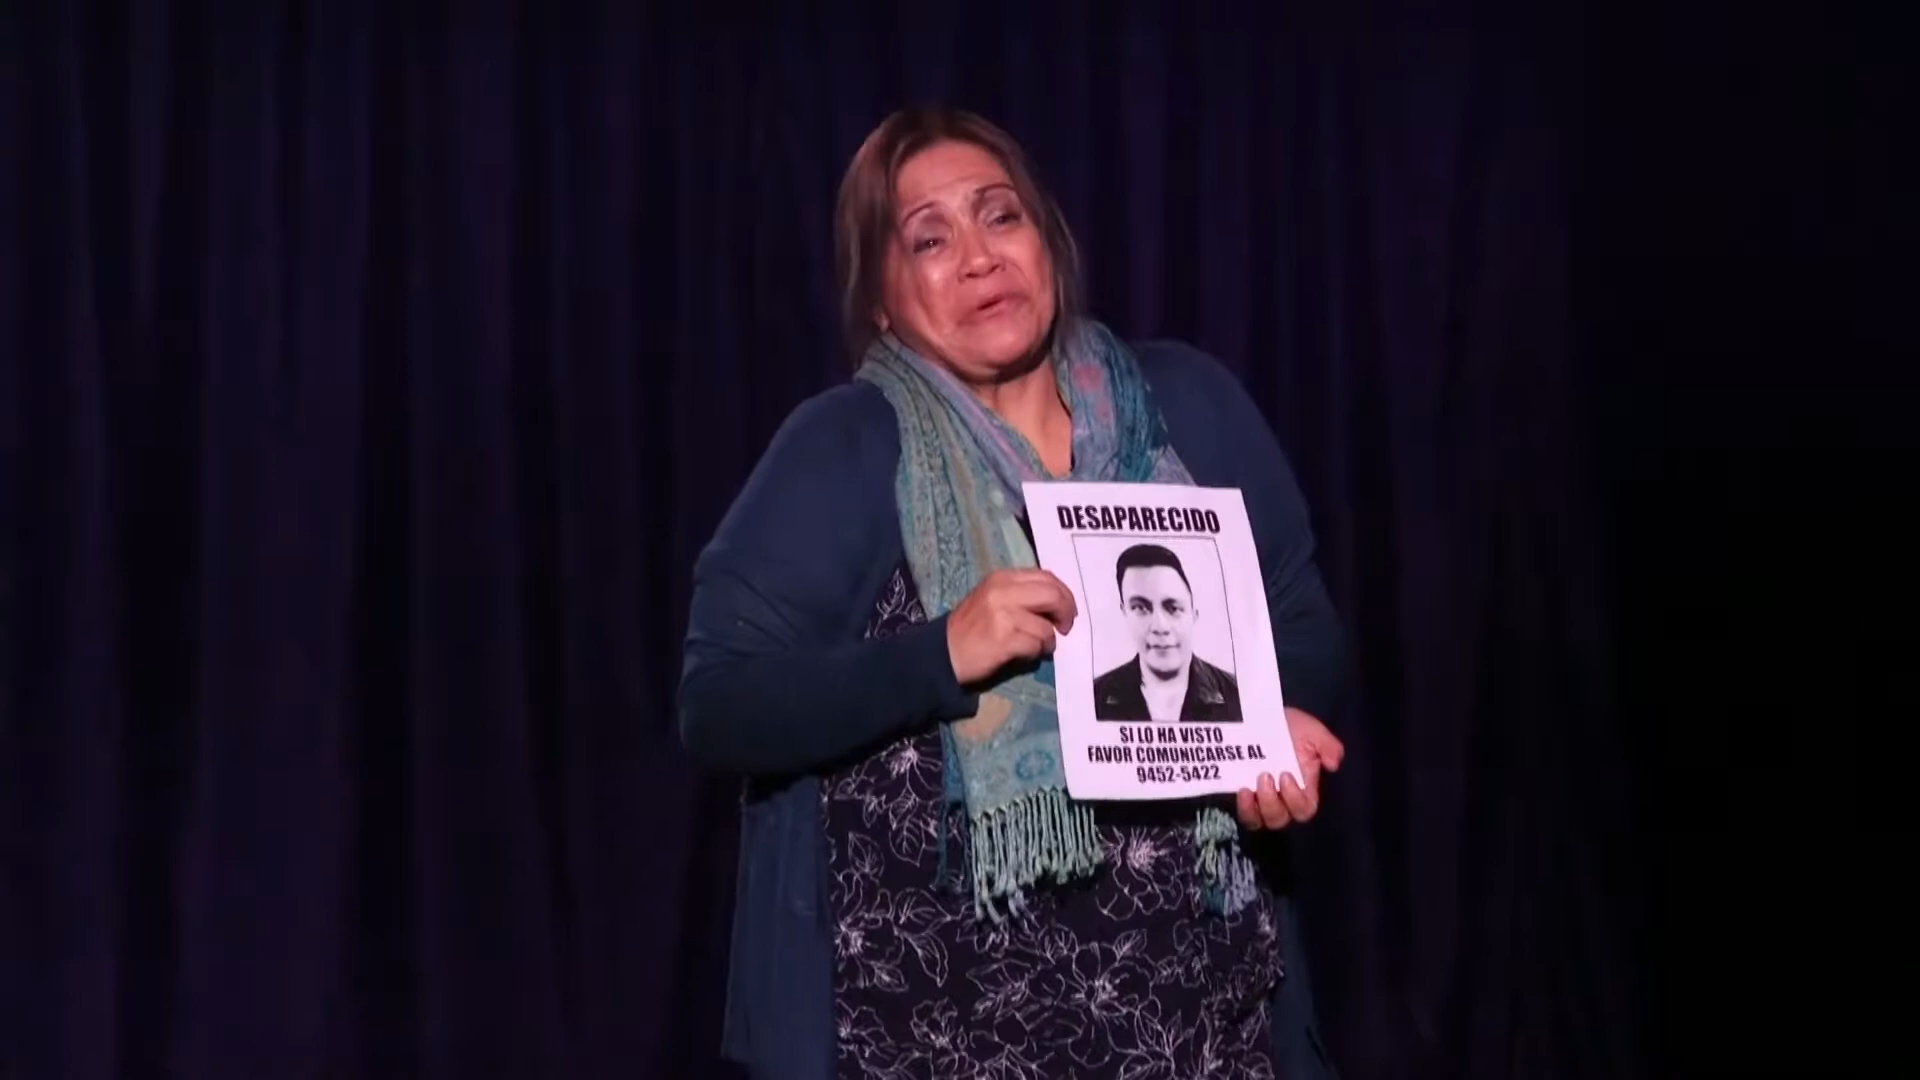 DESAPARECIDO
SI LO HA VISTO
FAVOR COMUNICARSE AL
9452-5422